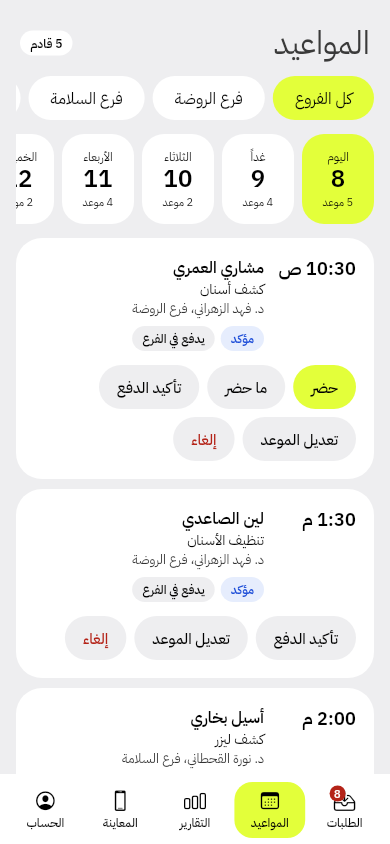 المواعيد
5 قادم
كل الفروع
فرع الروضة
فرع السلامة
اليوم
8
5 موعد
غداً
9
4 موعد
الثلاثاء
10
2 موعد
الأربعاء
11
4 موعد
10:30 ص
مشاري العمري
كشف أسنان
د. فهد الزهراني، فرع الروضة
مؤكد
يدفع في الفرع
حضر
ما حضر
تأكيد الدفع
تعديل الموعد
إلغاء
1:30 م
لين الصاعدي
تنظيف الأسنان
د. فهد الزهراني، فرع الروضة
مؤكد
يدفع في الفرع
تأكيد الدفع
تعديل الموعد
إلغاء
2:00 م
أسيل بخاري
كشف ليزر
د. نورة القحطاني، فرع السلامة
8
الطلبات
المواعيد
التقارير
المعاينة
الحساب